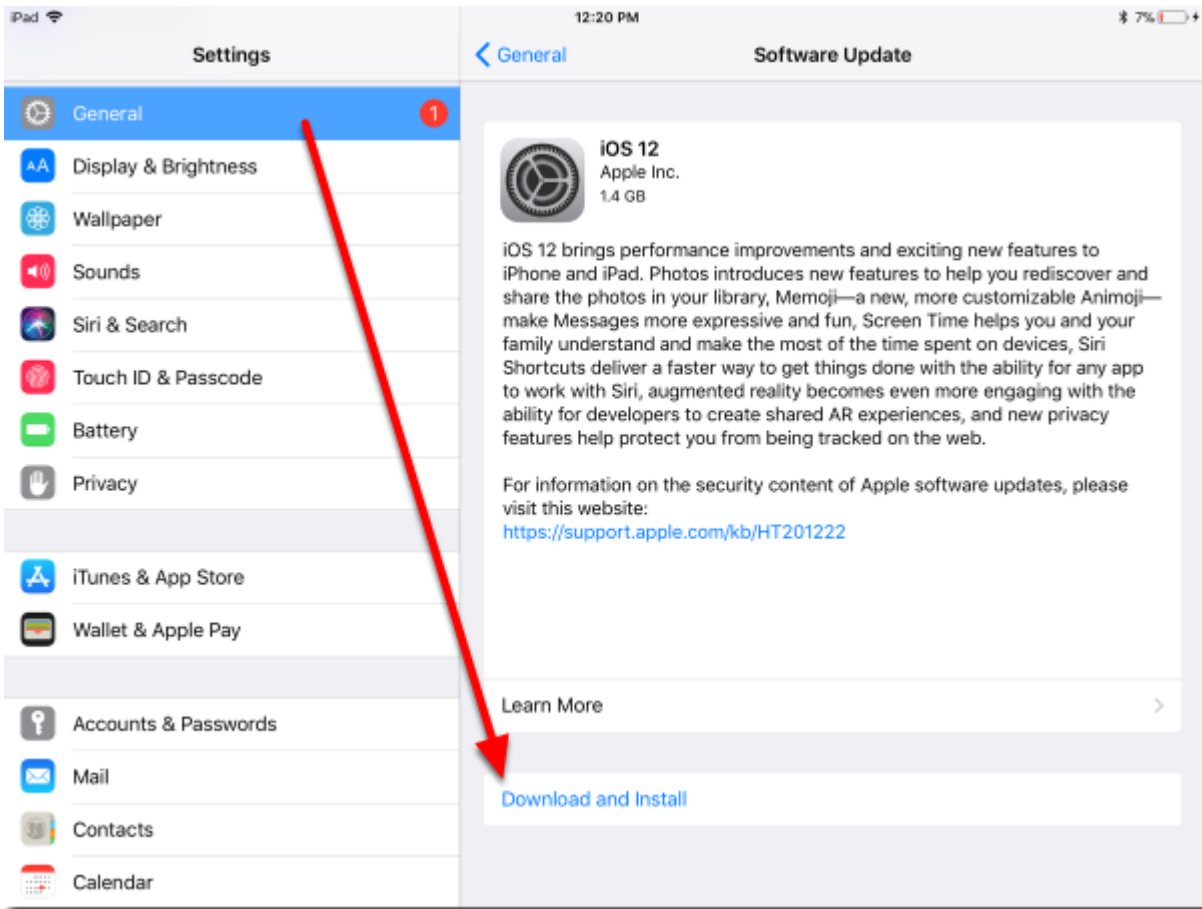 iPad 12:20 PM 7%
Settings
General 1
Display & Brightness
Wallpaper
Sounds
Siri & Search
Touch ID & Passcode
Battery
Privacy
iTunes & App Store
Wallet & Apple Pay
Accounts & Passwords
Mail
Contacts
Calendar
General Software Update
iOS 12
Apple Inc.
1.4 GB
iOS 12 brings performance improvements and exciting new features to
iPhone and iPad. Photos introduces new features to help you rediscover and
share the photos in your library, Memoji—a new, more customizable Animoji—
make Messages more expressive and fun, Screen Time helps you and your
family understand and make the most of the time spent on devices, Siri
Shortcuts deliver a faster way to get things done with the ability for any app
to work with Siri, augmented reality becomes even more engaging with the
ability for developers to create shared AR experiences, and new privacy
features help protect you from being tracked on the web.
For information on the security content of Apple software updates, please
visit this website:
https://support.apple.com/kb/HT201222
Learn More
Download and Install